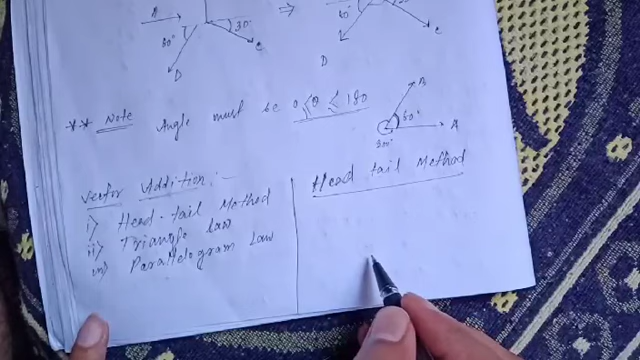 A
30°
30°
C
D
⇒
60°
C
D
** Note Angle must be 0 ≤ θ ≤ 180
B
60°
A
300°
Vector Addition :-
i) Head-tail Method
ii) Triangle law
iii) Parallelogram Law
Head tail Method